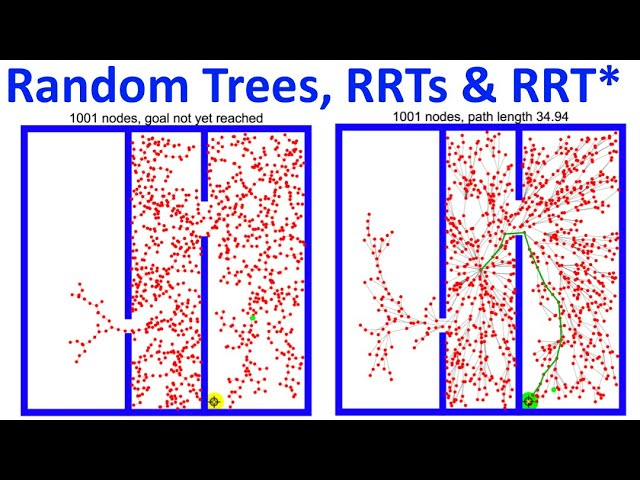 Random Trees, RRTs & RRT*
1001 nodes, goal not yet reached
1001 nodes, path length 34.94